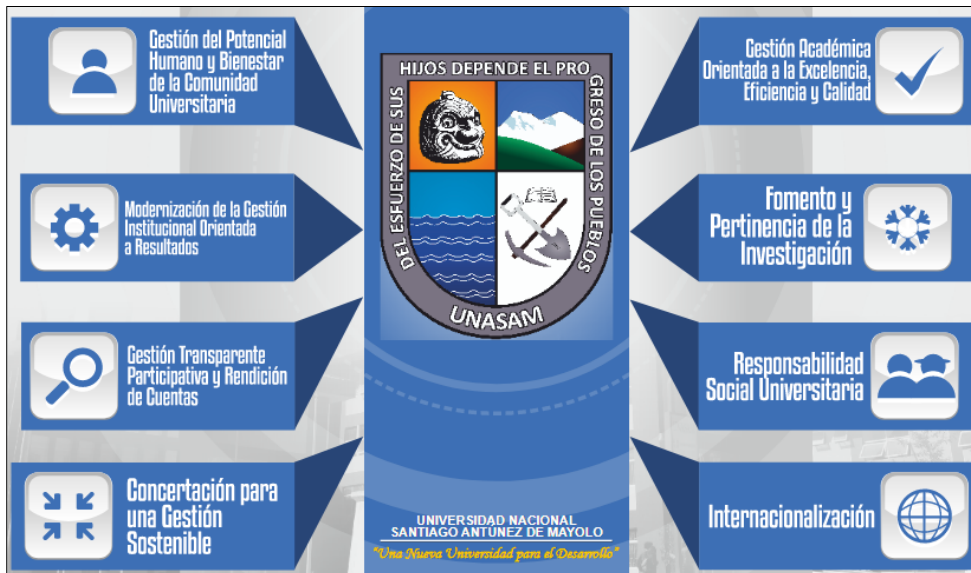 Gestión del Potencial
Humano y Bienestar
de la Comunidad
Universitaria
Modernización de la Gestión
Institucional Orientada
a Resultados
Gestión Transparente
Participativa y Rendición
de Cuentas
Concertación para
una Gestión
Sostenible
DEL ESFUERZO DE SUS
HIJOS DEPENDE EL PRO
GRESO DE LOS PUEBLOS
UNASAM
UNIVERSIDAD NACIONAL
SANTIAGO ANTUNEZ DE MAYOLO
"Una Nueva Universidad para el Desarrollo"
Gestión Académica
Orientada a la Excelencia,
Eficiencia y Calidad
Fomento y
Pertinencia de la
Investigación
Responsabilidad
Social Universitaria
Internacionalización